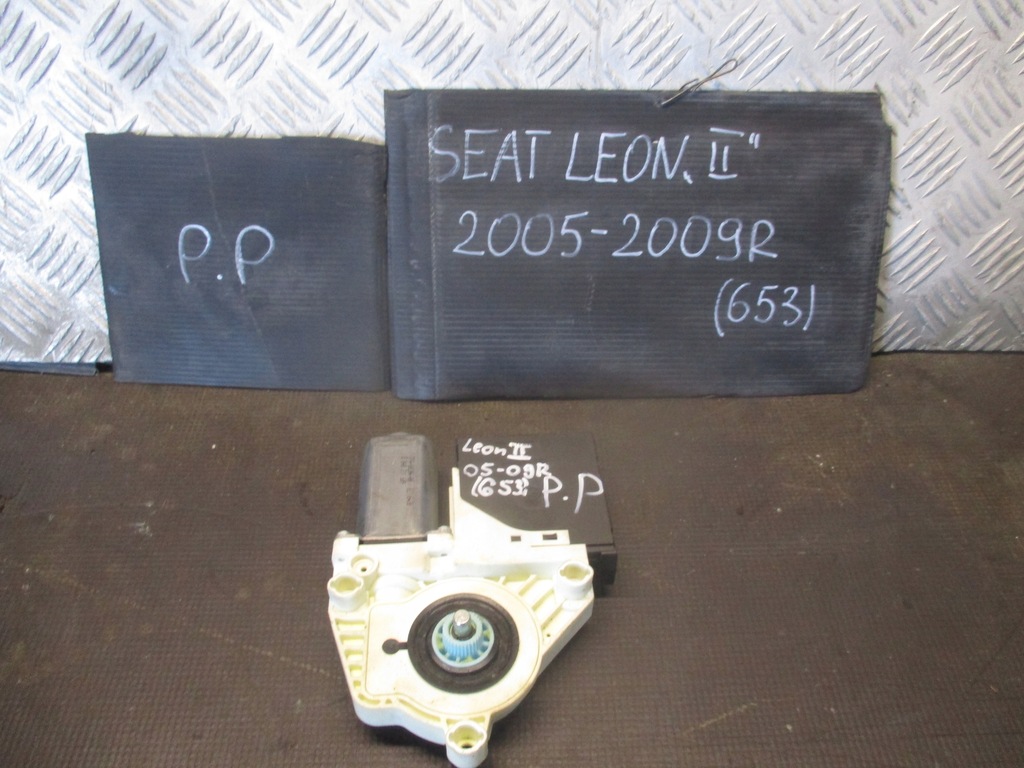 P.P
SEAT LEON. II"
2005-2009R
(653)
Leon II
05-09R
(653)
P.P